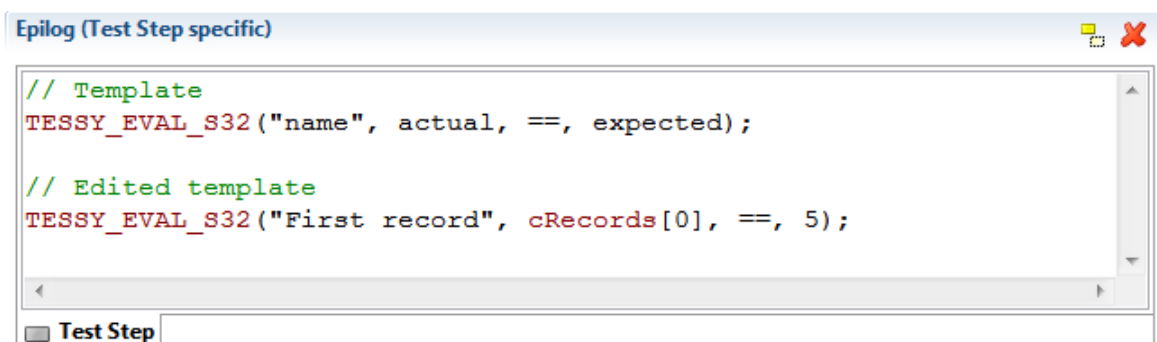 Epilog (Test Step specific)
// Template
TESSY_EVAL_S32("name", actual, ==, expected);
// Edited template
TESSY_EVAL_S32("First record", cRecords[0], ==, 5);
Test Step